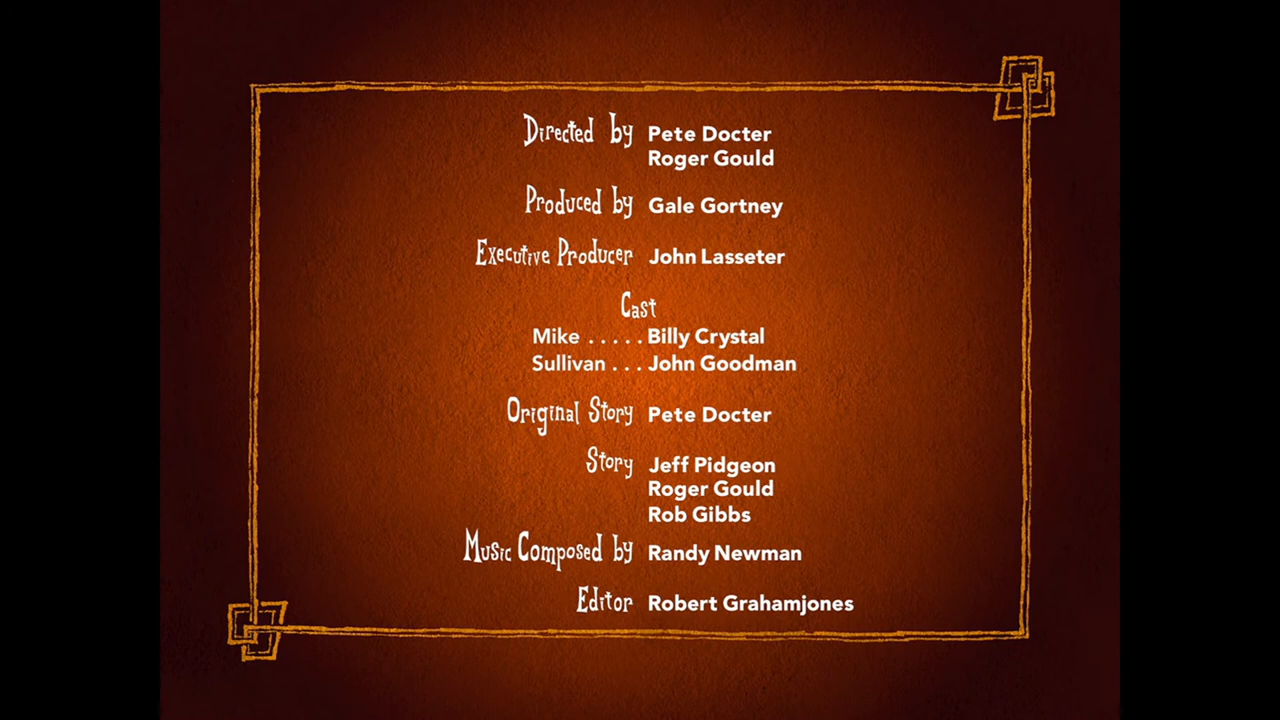 Directed by Pete Docter
Roger Gould
Produced by Gale Gortney
Executive Producer John Lasseter
Cast
Mike . . . . . Billy Crystal
Sullivan . . . John Goodman
Original Story Pete Docter
Story Jeff Pidgeon
Roger Gould
Rob Gibbs
Music Composed by Randy Newman
Editor Robert Grahamjones